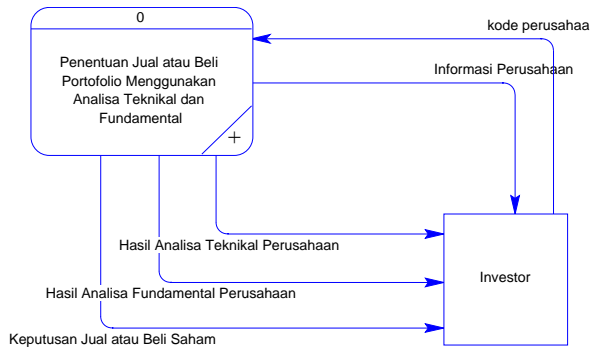 0
Penentuan Jual atau Beli
Portofolio Menggunakan
Analisa Teknikal dan
Fundamental
+
kode perusahaa
Informasi Perusahaan
Hasil Analisa Teknikal Perusahaan
Investor
Hasil Analisa Fundamental Perusahaan
Keputusan Jual atau Beli Saham